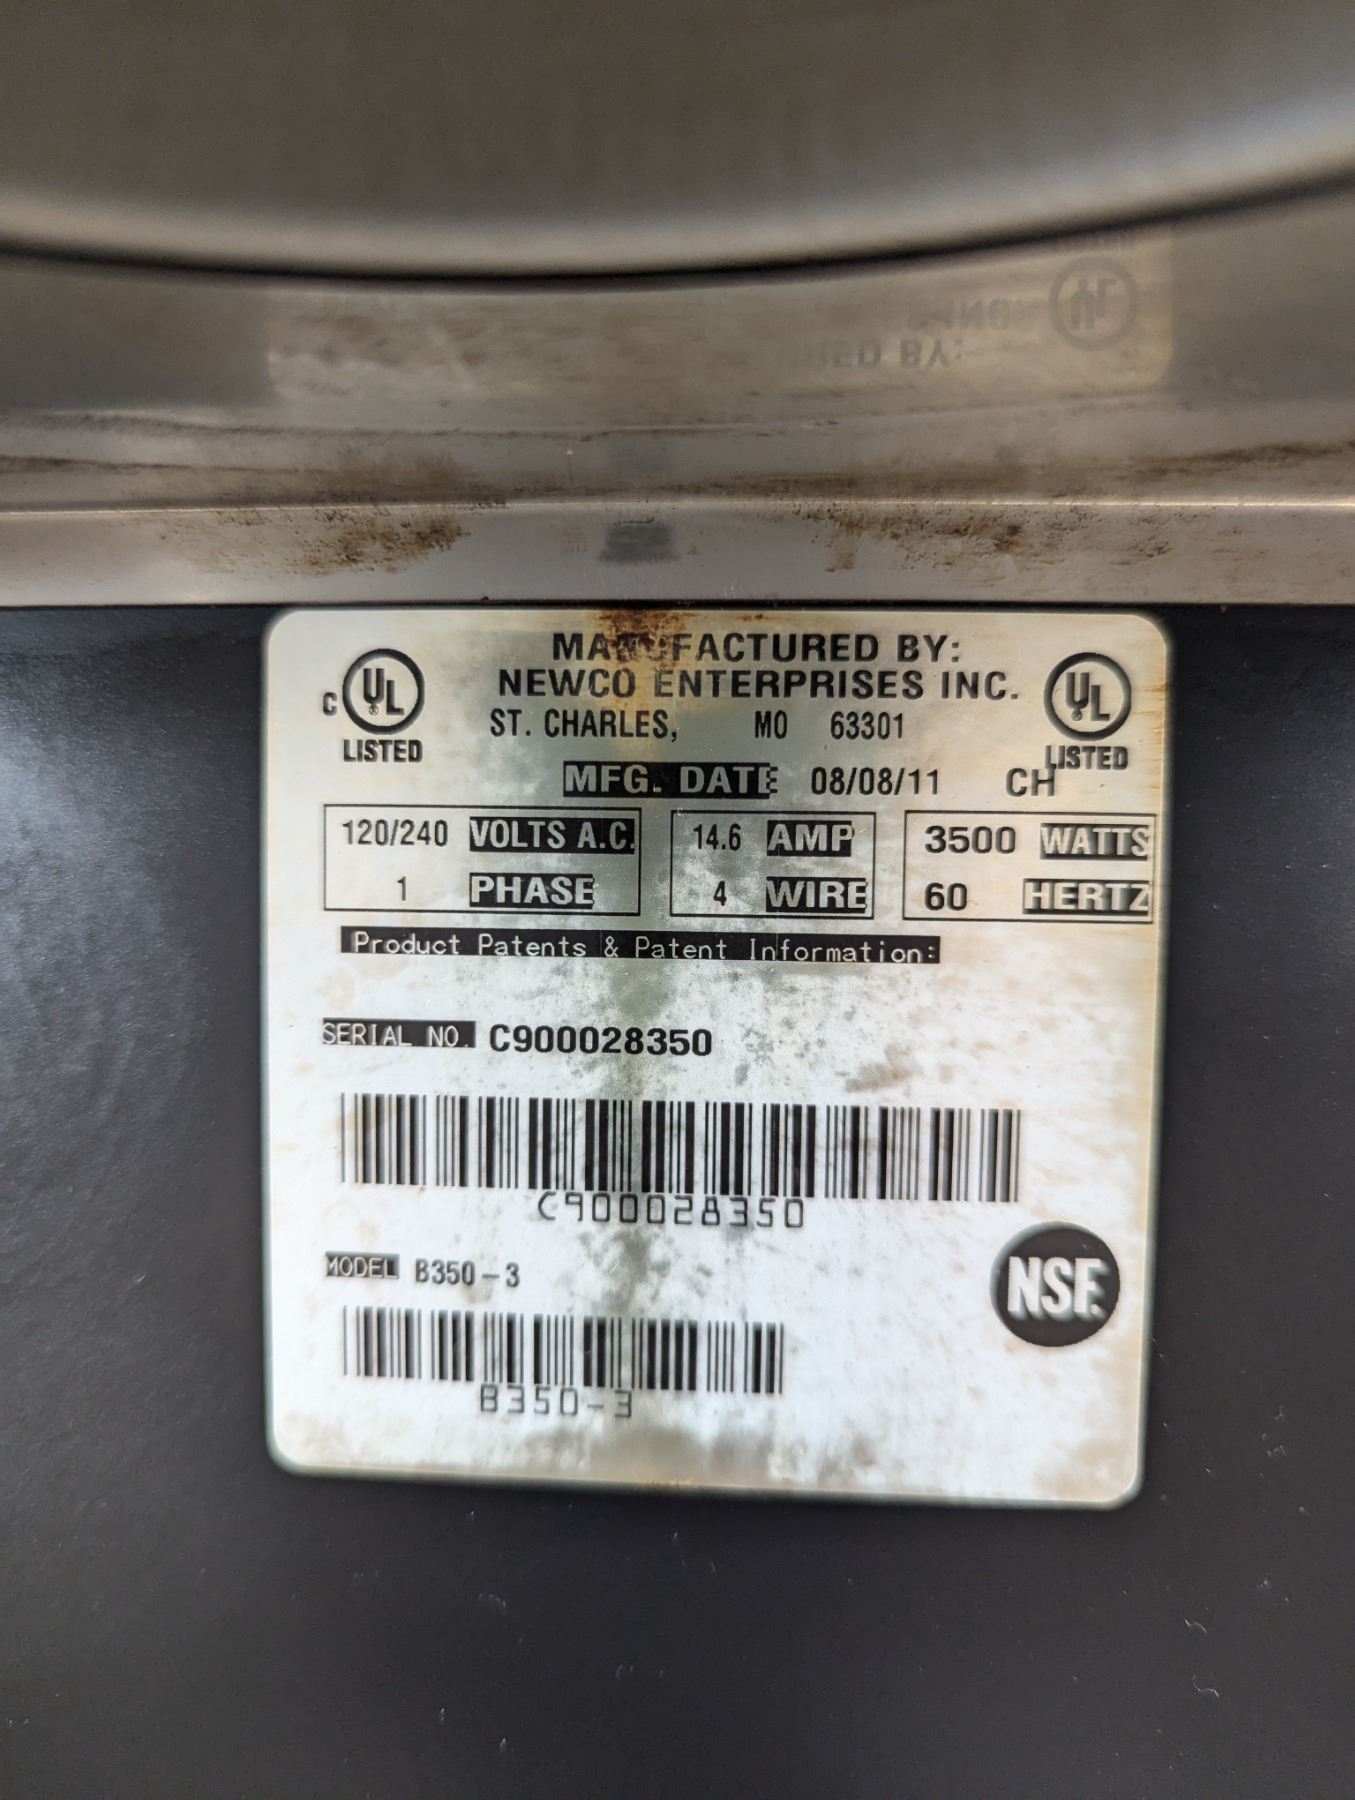 MANUFACTURED BY:
NEWCO ENTERPRISES INC.
ST. CHARLES, MO 63301
C UL LISTED
UL LISTED
MFG. DATE 08/08/11 CH
120/240 VOLTS A.C. 14.6 AMP 3500 WATTS
1 PHASE 4 WIRE 60 HERTZ
Product Patents & Patent Information:
SERIAL NO. C900028350
C900028350
MODEL B350-3
NSF.
B350-3